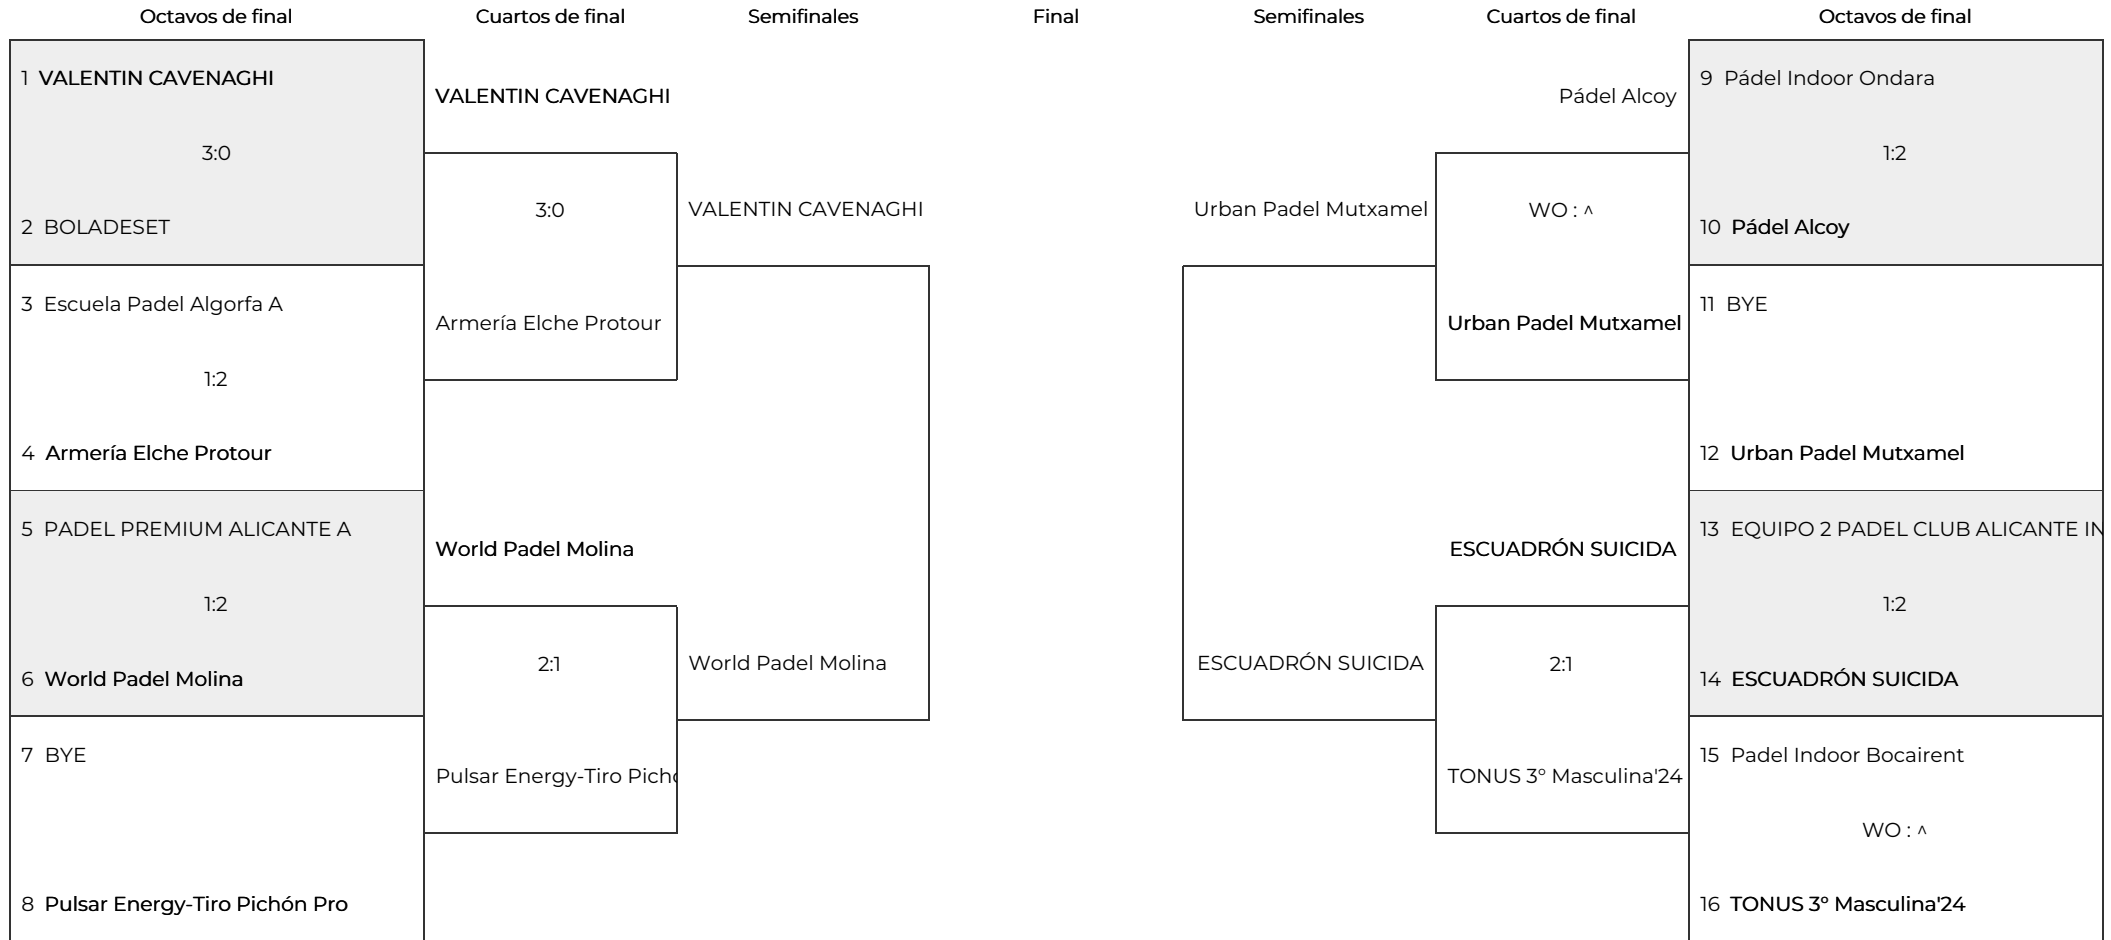 Octavos de final
Cuartos de final
Semifinales
Final
Semifinales
Cuartos de final
Octavos de final
1 VALENTIN CAVENAGHI
3:0
2 BOLADESET
3 Escuela Padel Algorfa A
1:2
4 Armería Elche Protour
5 PADEL PREMIUM ALICANTE A
1:2
6 World Padel Molina
7 BYE
8 Pulsar Energy-Tiro Pichón Pro
VALENTIN CAVENAGHI
3:0
Armería Elche Protour
World Padel Molina
2:1
Pulsar Energy-Tiro Picho
VALENTIN CAVENAGHI
World Padel Molina
Urban Padel Mutxamel
ESCUADRÓN SUICIDA
Pádel Alcoy
WO : ^
Urban Padel Mutxamel
ESCUADRÓN SUICIDA
2:1
TONUS 3º Masculina'24
9 Pádel Indoor Ondara
1:2
10 Pádel Alcoy
11 BYE
12 Urban Padel Mutxamel
13 EQUIPO 2 PADEL CLUB ALICANTE IN
1:2
14 ESCUADRÓN SUICIDA
15 Padel Indoor Bocairent
WO : ^
16 TONUS 3º Masculina'24